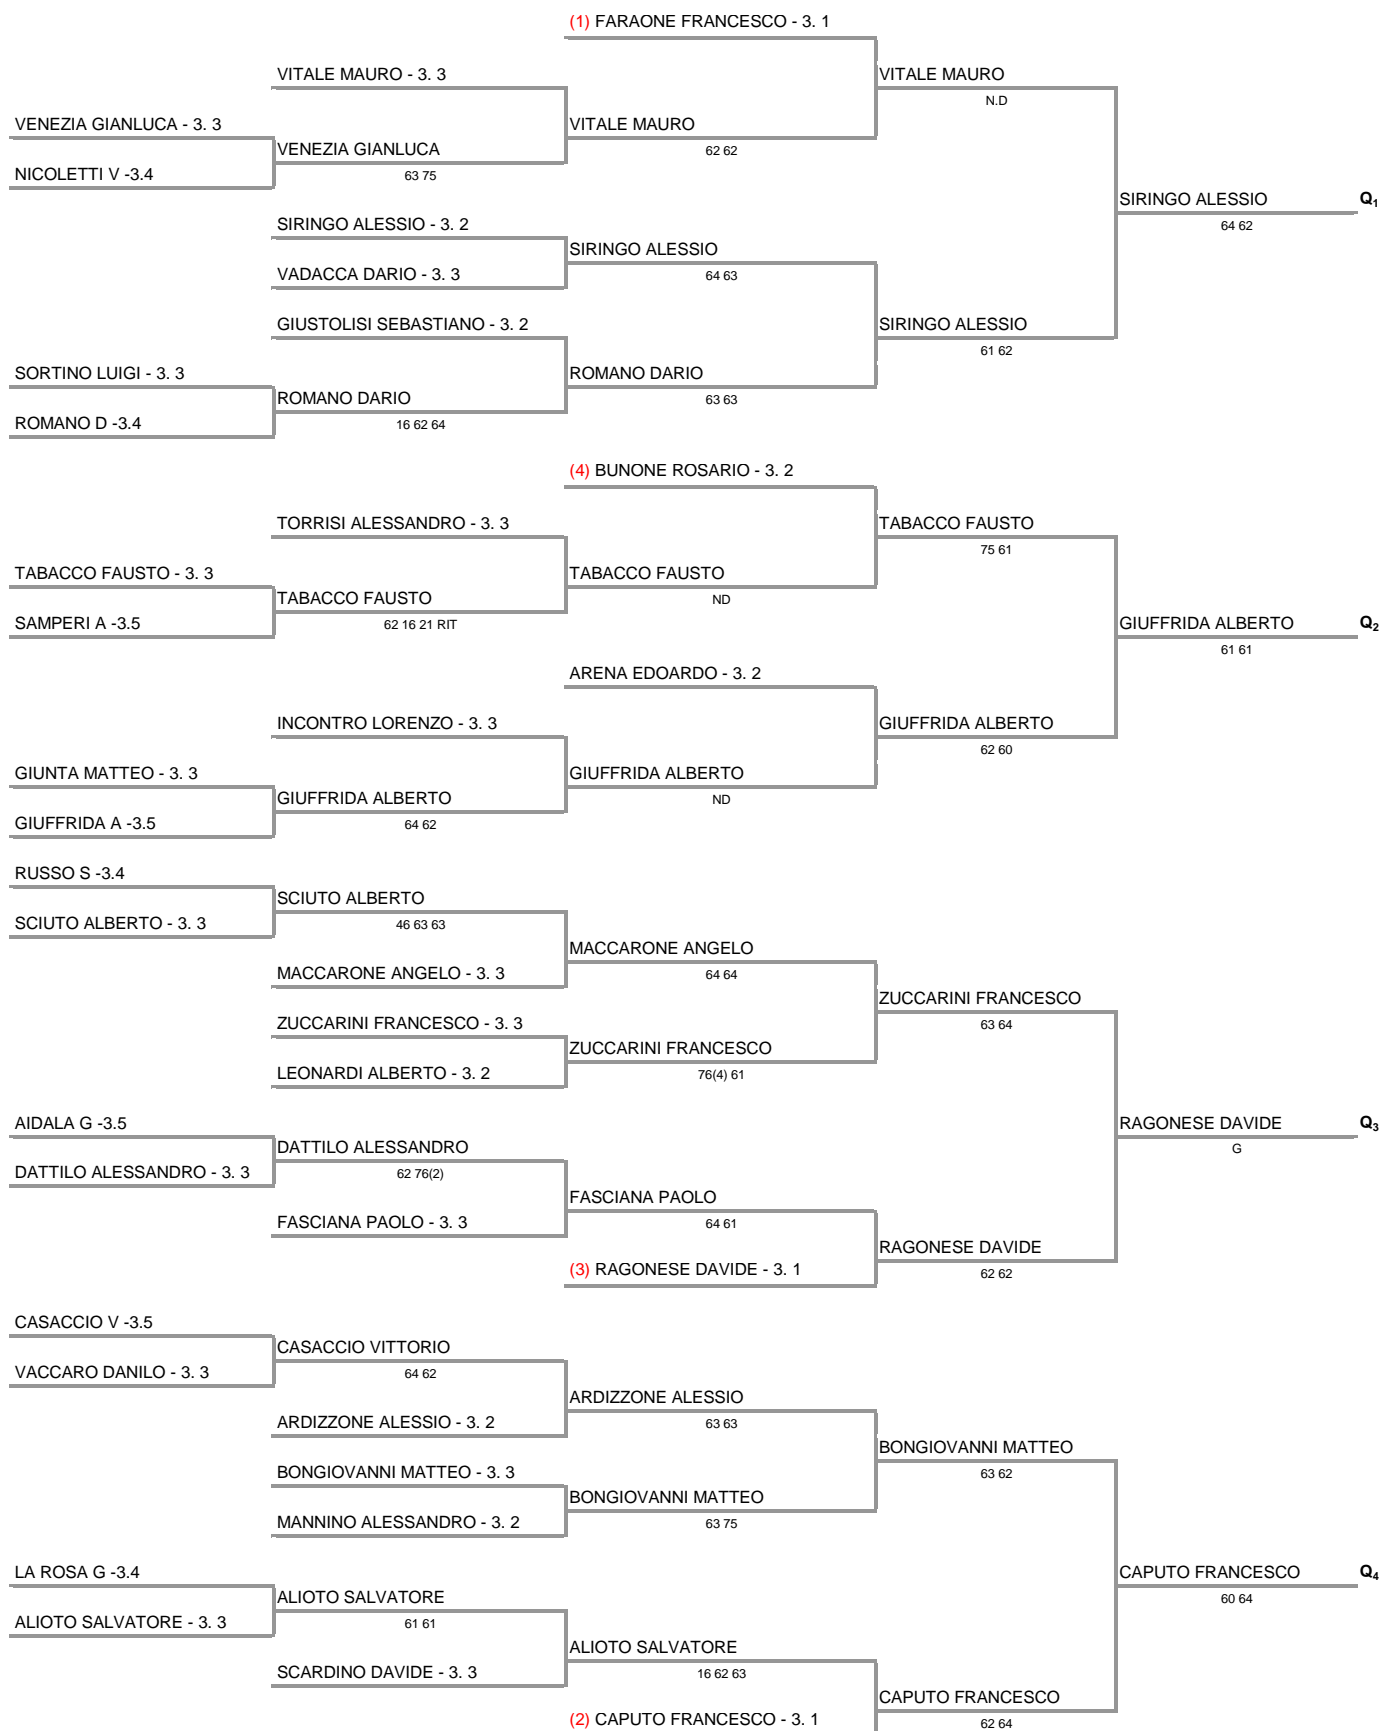 (1) FARAONE FRANCESCO - 3. 1
VITALE MAURO - 3. 3
VITALE MAURO
N.D
VENEZIA GIANLUCA - 3. 3
VITALE MAURO
VENEZIA GIANLUCA
62 62
NICOLETTI V -3.4
63 75
SIRINGO ALESSIO
Q1
SIRINGO ALESSIO - 3. 2
64 62
SIRINGO ALESSIO
VADACCA DARIO - 3. 3
64 63
GIUSTOLISI SEBASTIANO - 3. 2
SIRINGO ALESSIO
61 62
SORTINO LUIGI - 3. 3
ROMANO DARIO
ROMANO DARIO
63 63
ROMANO D -3.4
16 62 64
(4) BUNONE ROSARIO - 3. 2
TORRISI ALESSANDRO - 3. 3
TABACCO FAUSTO
75 61
TABACCO FAUSTO - 3. 3
TABACCO FAUSTO
TABACCO FAUSTO
ND
SAMPERI A -3.5
62 16 21 RIT
GIUFFRIDA ALBERTO
Q2
61 61
ARENA EDOARDO - 3. 2
INCONTRO LORENZO - 3. 3
GIUFFRIDA ALBERTO
62 60
GIUNTA MATTEO - 3. 3
GIUFFRIDA ALBERTO
GIUFFRIDA ALBERTO
ND
GIUFFRIDA A -3.5
64 62
RUSSO S -3.4
SCIUTO ALBERTO
SCIUTO ALBERTO - 3. 3
46 63 63
MACCARONE ANGELO
MACCARONE ANGELO - 3. 3
64 64
ZUCCARINI FRANCESCO
ZUCCARINI FRANCESCO - 3. 3
63 64
ZUCCARINI FRANCESCO
LEONARDI ALBERTO - 3. 2
76(4) 61
AIDALA G -3.5
RAGONESE DAVIDE
Q3
DATTILO ALESSANDRO
G
DATTILO ALESSANDRO - 3. 3
62 76(2)
FASCIANA PAOLO
FASCIANA PAOLO - 3. 3
64 61
RAGONESE DAVIDE
(3) RAGONESE DAVIDE - 3. 1
62 62
CASACCIO V -3.5
CASACCIO VITTORIO
VACCARO DANILO - 3. 3
64 62
ARDIZZONE ALESSIO
ARDIZZONE ALESSIO - 3. 2
63 63
BONGIOVANNI MATTEO
BONGIOVANNI MATTEO - 3. 3
63 62
BONGIOVANNI MATTEO
MANNINO ALESSANDRO - 3. 2
63 75
LA ROSA G -3.4
CAPUTO FRANCESCO
Q4
ALIOTO SALVATORE
60 64
ALIOTO SALVATORE - 3. 3
61 61
ALIOTO SALVATORE
SCARDINO DAVIDE - 3. 3
16 62 63
CAPUTO FRANCESCO
(2) CAPUTO FRANCESCO - 3. 1
62 64